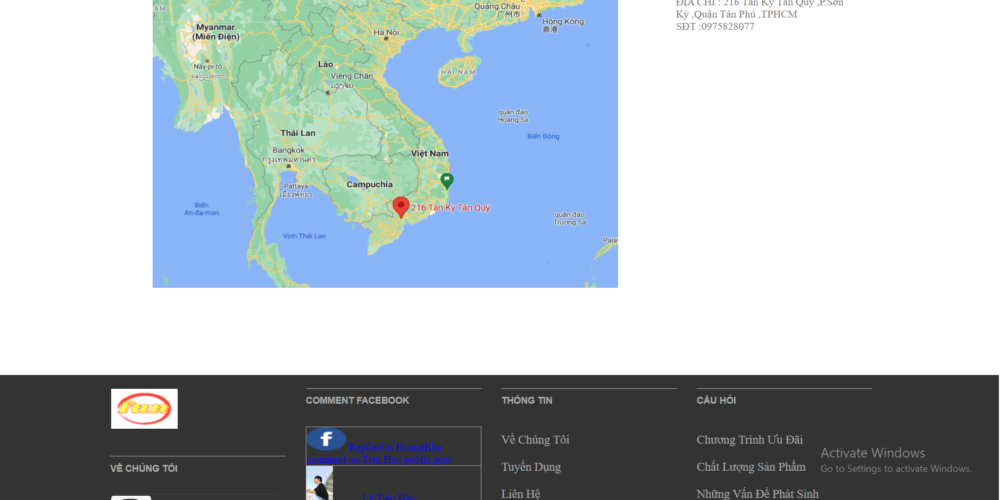 AM
Quảng Châu
广州市
Hồng Kông
香港
Myanmar
(Miến Điện)
Hà Nội
Nây-pi-tô
နေပြည်တော်
Lào
Viêng Chăn
ວຽງຈັນ
HẢI NAM
quần đảo
Hoàng Sa
Biển Đông
Thái Lan
Bangkok
กรุงเทพมหานคร
Việt Nam
Pattaya
เมืองพัทยา
Campuchia
216 Tân Kỳ Tân Quý
Biển
An-đa-man
quần đảo
Trường Sa
Vịnh Thái Lan
Palaw
ĐỊA CHỈ : 216 Tân Kỳ Tân Quý ,P.Sơn
Kỳ ,Quận Tân Phú ,TPHCM
SĐT :0975828077
fun
VỀ CHÚNG TÔI
COMMENT FACEBOOK
f Replied to HoangKha
comment on Tien Hoc public post
Lê Tiến Học
THÔNG TIN
Về Chúng Tôi
Tuyển Dụng
Liên Hệ
CÂU HỎI
Chương Trình Ưu Đãi
Chất Lượng Sản Phẩm
Những Vấn Đề Phát Sinh
Activate Windows
Go to Settings to activate Windows.